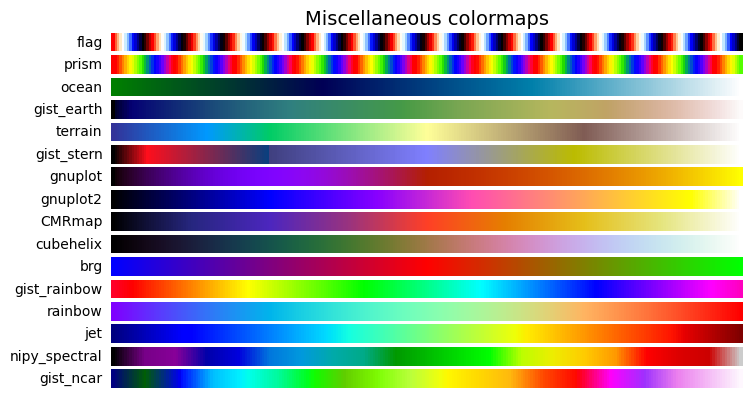 Miscellaneous colormaps
flag
prism
ocean
gist_earth
terrain
gist_stern
gnuplot
gnuplot2
CMRmap
cubehelix
brg
gist_rainbow
rainbow
jet
nipy_spectral
gist_ncar